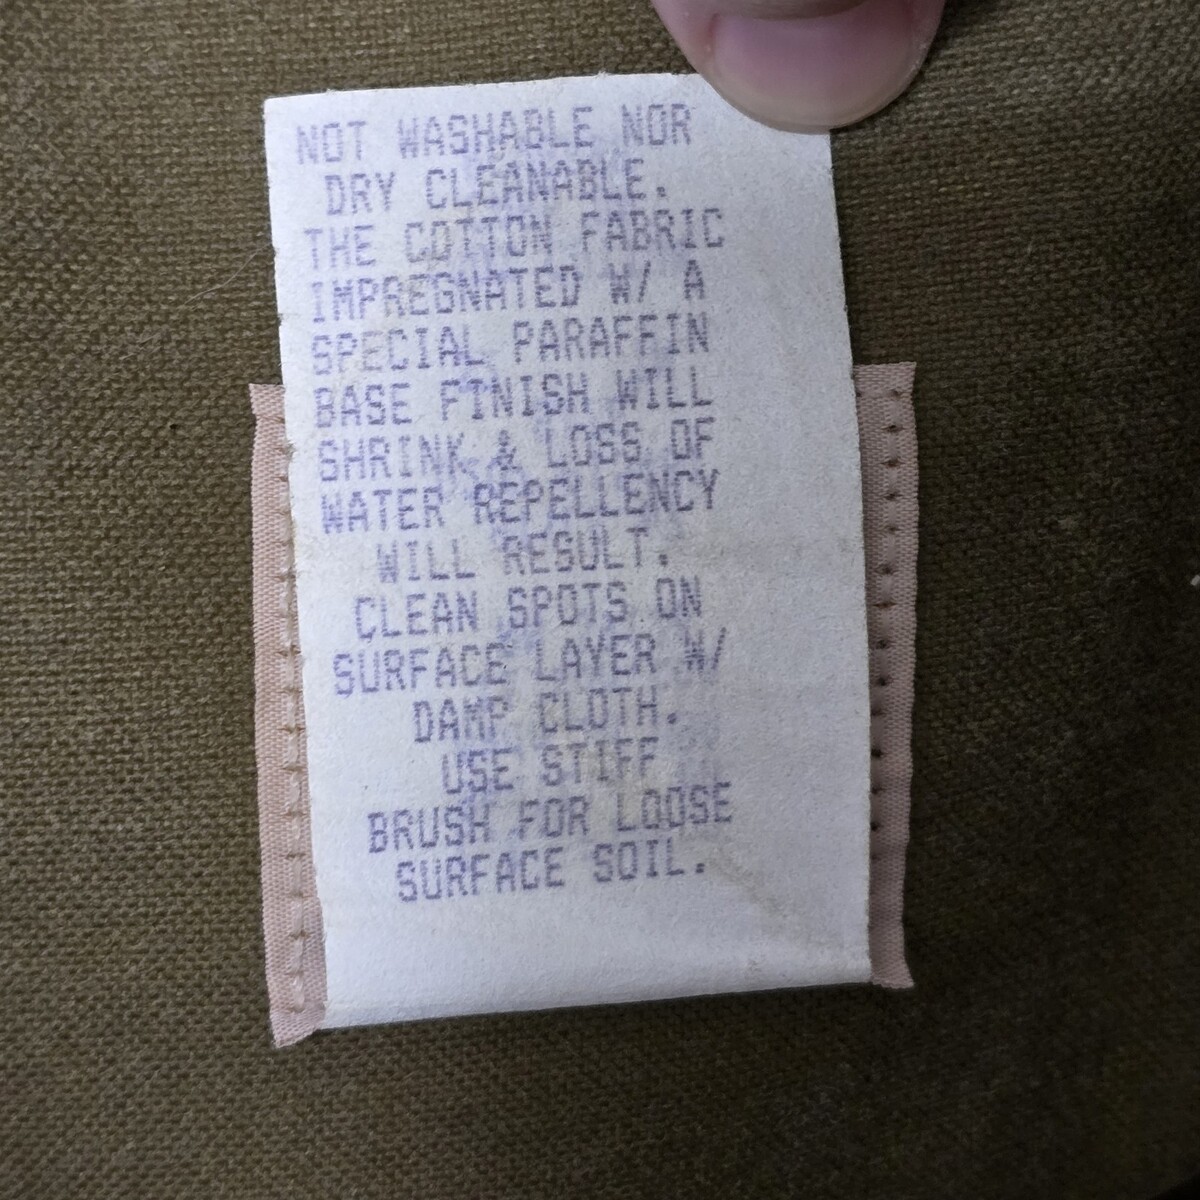 NOT WASHABLE NOR
DRY CLEANABLE.
THE COTTON FABRIC
IMPREGNATED W/ A
SPECIAL PARAFFIN
BASE FINISH WILL
SHRINK & LOSS OF
WATER REPELLENCY
WILL RESULT.
CLEAN SPOTS ON
SURFACE LAYER W/
DAMP CLOTH.
USE STIFF
BRUSH FOR LOOSE
SURFACE SOIL.